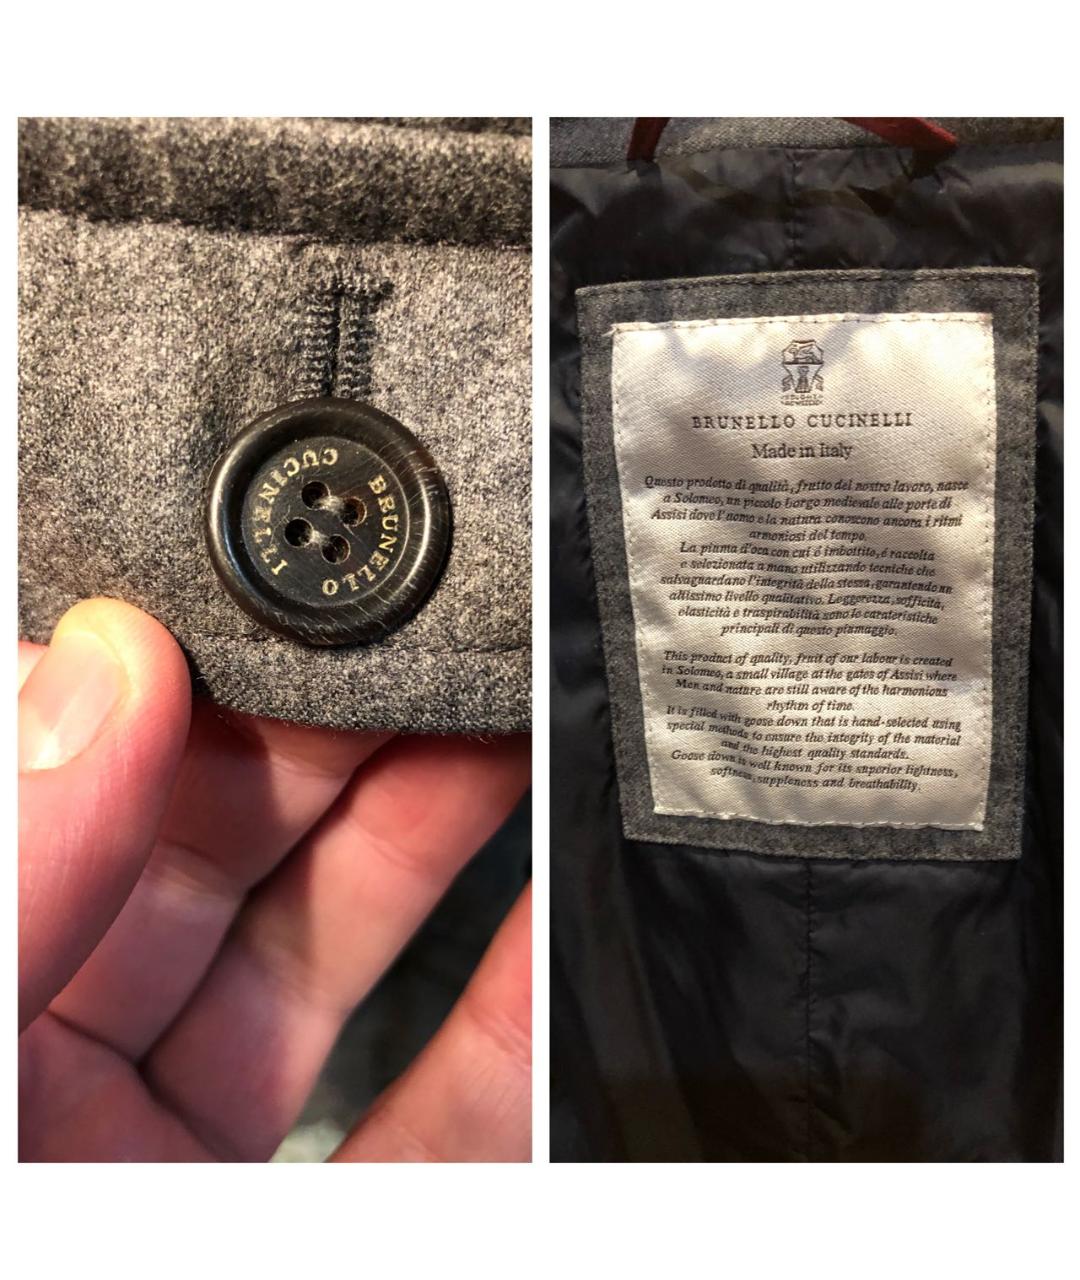 BRUNELLO CUCINELLI
BRUNELLO CUCINELLI
Made in Italy
Questo prodotto di qualità, frutto del nostro lavoro, nasce
a Solomeo, un piccolo borgo medievale alle porte di
Assisi dove l'uomo e la natura conoscono ancora i ritmi
armoniosi del tempo.
La piuma d'oca con cui é imbottito, é raccolta
e selezionata a mano utilizzando tecniche che
salvaguardano l'integrità della stessa, garantendo un
altissimo livello qualitativo. Leggerezza, sofficità,
elasticità e traspirabilità sono le carateristiche
principali di questo piumaggio.
This product of quality, fruit of our labour is created
in Solomeo, a small village at the gates of Assisi where
Men and nature are still aware of the harmonious
rhythm of time.
It is filled with goose down that is hand-selected using
special methods to ensure the integrity of the material
and the highest quality standards.
Goose down is well known for its superior lightness,
softness, suppleness and breathability.